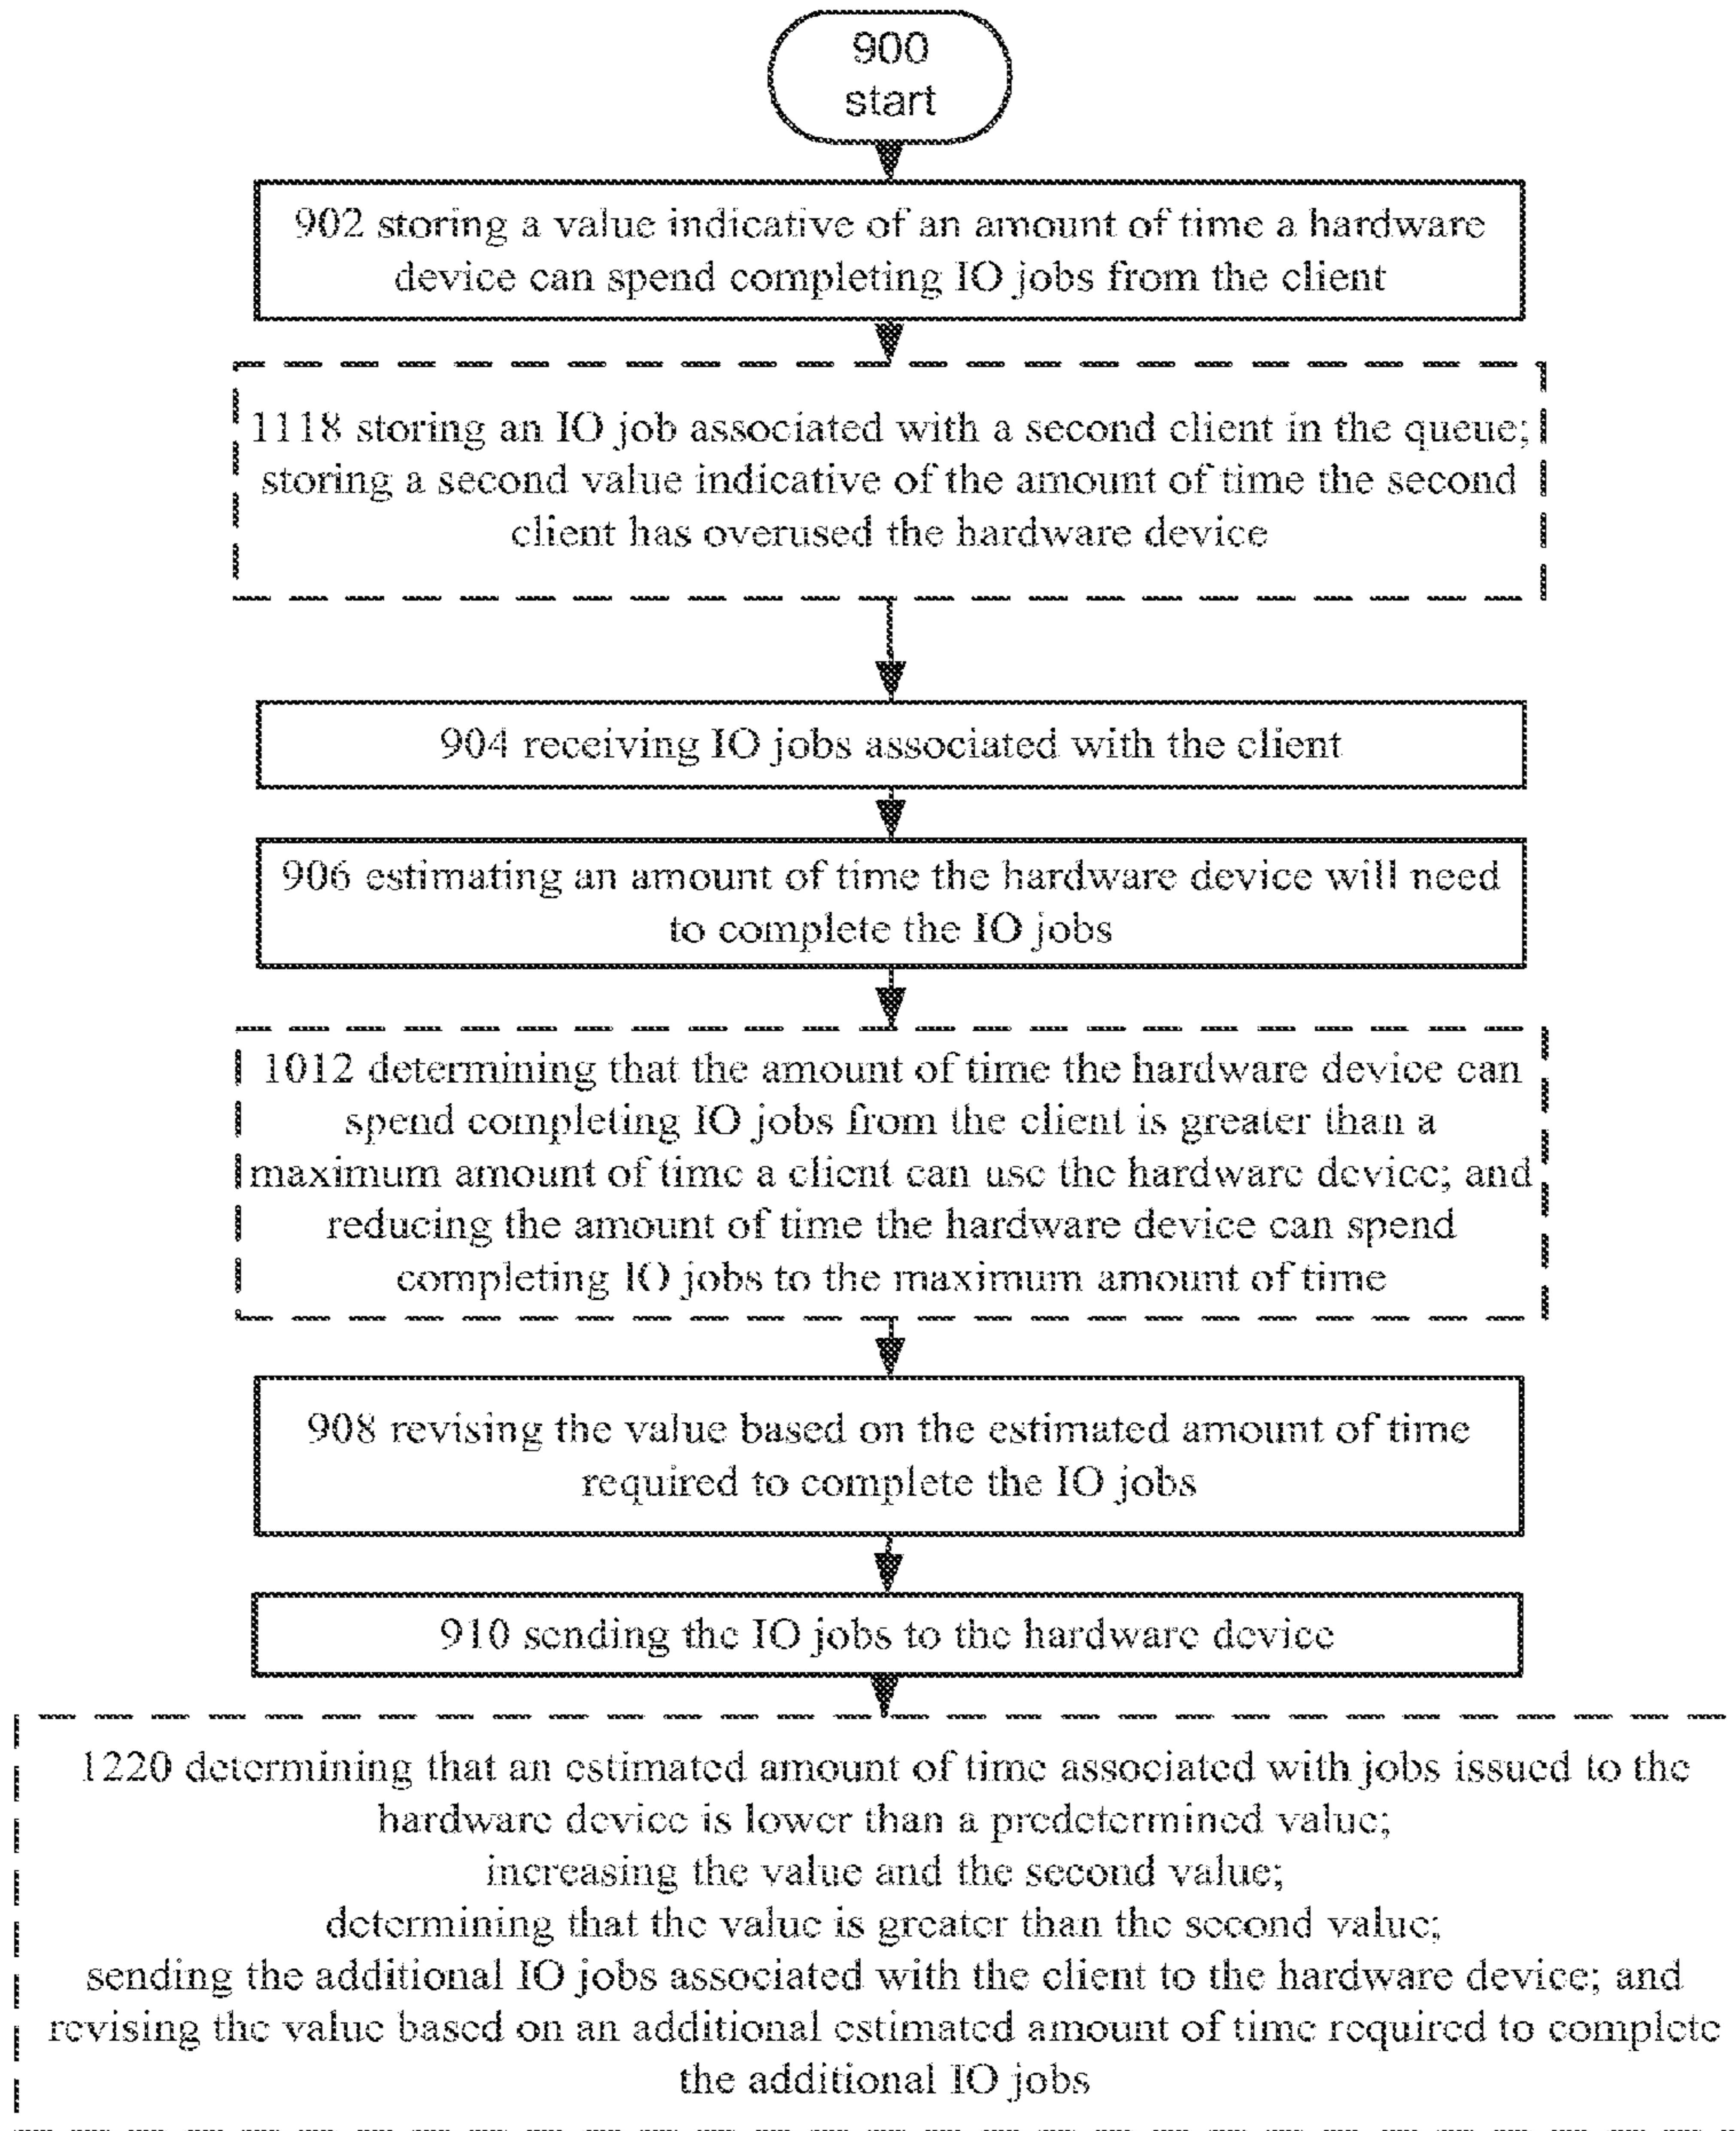 900
start
902 storing a value indicative of an amount of time a hardware
device can spend completing IO jobs from the client
1118 storing an IO job associated with a second client in the queue;
storing a second value indicative of the amount of time the second
client has overused the hardware device
904 receiving IO jobs associated with the client
906 estimating an amount of time the hardware device will need
to complete the IO jobs
1012 determining that the amount of time the hardware device can
spend completing IO jobs from the client is greater than a
maximum amount of time a client can use the hardware device; and
reducing the amount of time the hardware device can spend
completing IO jobs to the maximum amount of time
908 revising the value based on the estimated amount of time
required to complete the IO jobs
910 sending the IO jobs to the hardware device
1220 determining that an estimated amount of time associated with jobs issued to the
hardware device is lower than a predetermined value;
increasing the value and the second value;
determining that the value is greater than the second value;
sending the additional IO jobs associated with the client to the hardware device; and
revising the value based on an additional estimated amount of time required to complete
the additional IO jobs